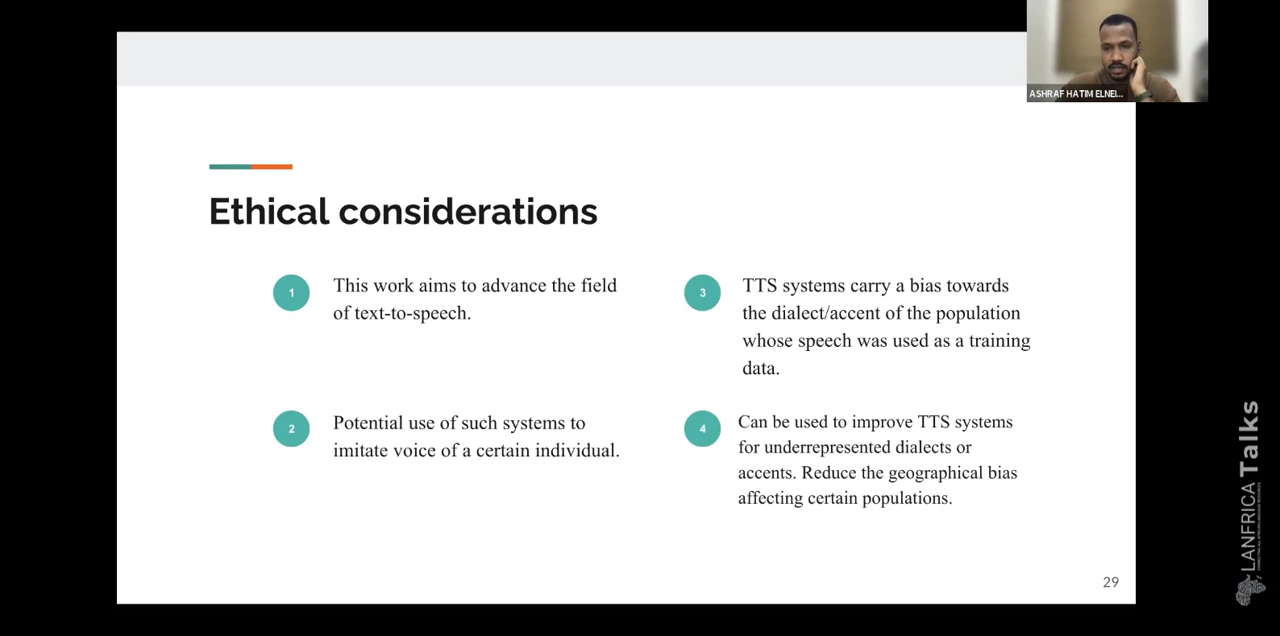 ASHRAF HATIM ELNEI...
Ethical considerations
1
This work aims to advance the field
of text-to-speech.
2
Potential use of such systems to
imitate voice of a certain individual.
3
TTS systems carry a bias towards
the dialect/accent of the population
whose speech was used as a training
data.
4
Can be used to improve TTS systems
for underrepresented dialects or
accents. Reduce the geographical bias
affecting certain populations.
29
LANFRICA Talks